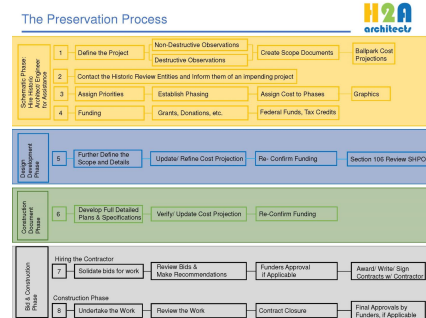 The Preservation Process
H2A
architects
Schematic Phase:
Hire Historic
Architect/ Engineer
for Assistance
1
Define the Project
Non-Destructive Observations
Destructive Observations
Create Scope Documents
Ballpark Cost
Projections
2
Contact the Historic Review Entities and Inform them of an impending project
3
Assign Priorities
Establish Phasing
Assign Cost to Phases
Graphics
4
Funding
Grants, Donations, etc.
Federal Funds, Tax Credits
Design
Development
Phase
5
Further Define the
Scope and Details
Update/ Refine Cost Projection
Re- Confirm Funding
Section 106 Review SHPO
Construction
Document
Phase
6
Develop Full Detailed
Plans & Specifications
Verify/ Update Cost Projection
Re-Confirm Funding
Bid & Construction
Phase
Hiring the Contractor
7
Solidate bids for work
Review Bids &
Make Recommendations
Funders Approval
if Applicable
Award/ Write/ Sign
Contracts w/ Contractor
Construction Phase
8
Undertake the Work
Review the Work
Contract Closure
Final Approvals by
Funders, if Applicable